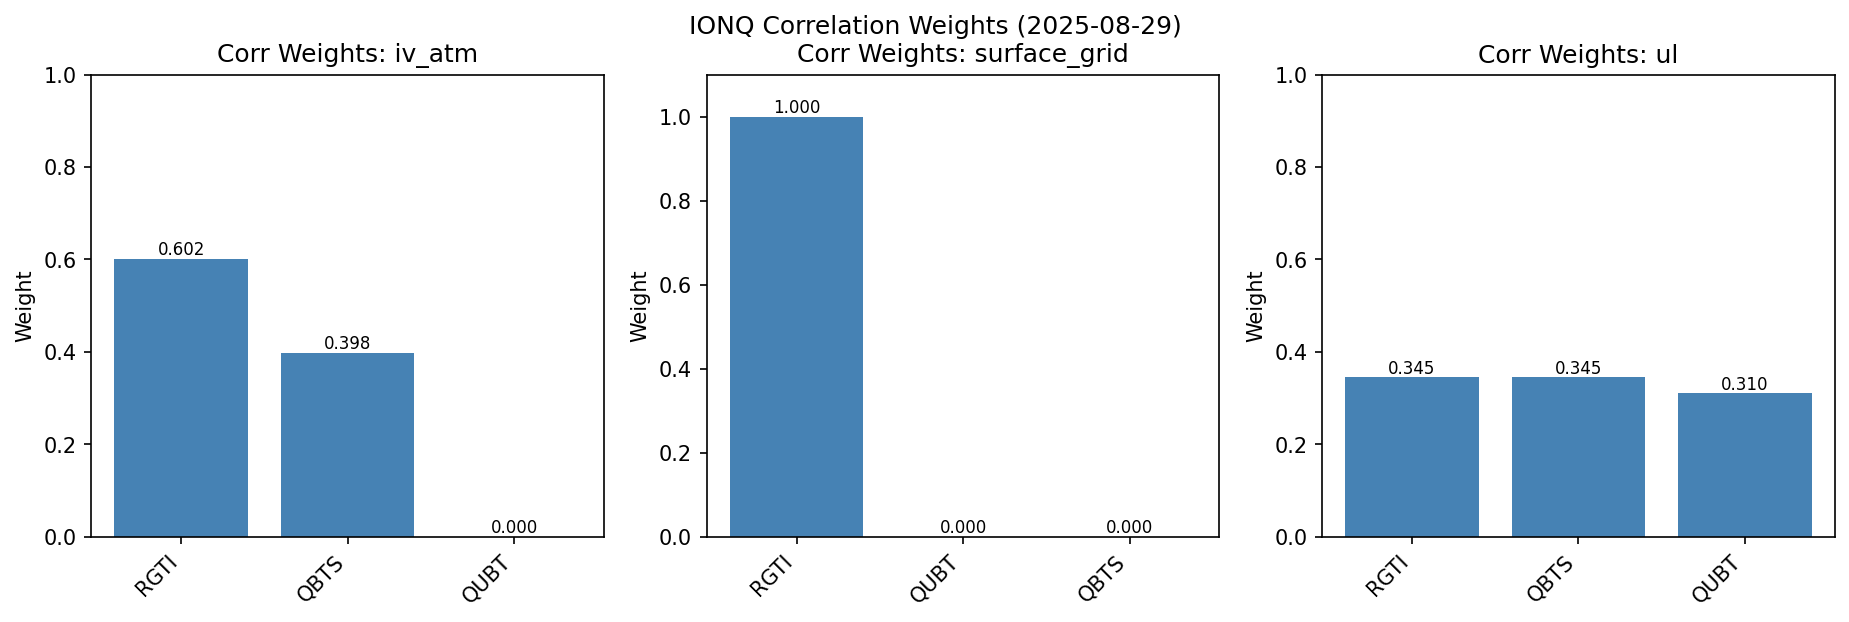 IONQ Correlation Weights (2025-08-29)
Corr Weights: iv_atm
Weight
1.0
0.8
0.6
0.4
0.2
0.0
0.602
0.398
0.000
RGTI
QBTS
QUBT
Corr Weights: surface_grid
Weight
1.0
0.8
0.6
0.4
0.2
0.0
1.000
0.000
0.000
RGTI
QUBT
QBTS
Corr Weights: ul
Weight
1.0
0.8
0.6
0.4
0.2
0.0
0.345
0.345
0.310
RGTI
QBTS
QUBT